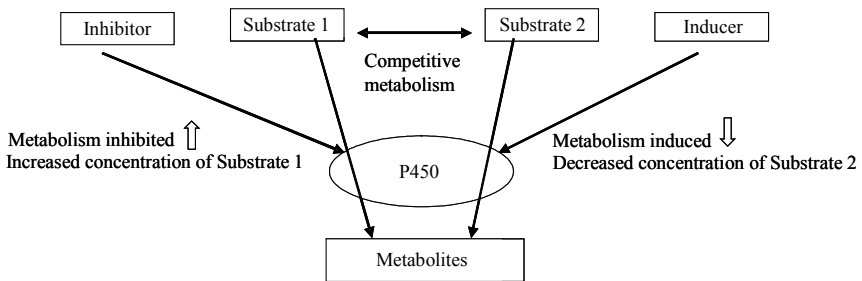 Inhibitor
Substrate 1
Substrate 2
Inducer
Competitive
metabolism
Metabolism inhibited
Increased concentration of Substrate 1
Metabolism induced
Decreased concentration of Substrate 2
P450
Metabolites